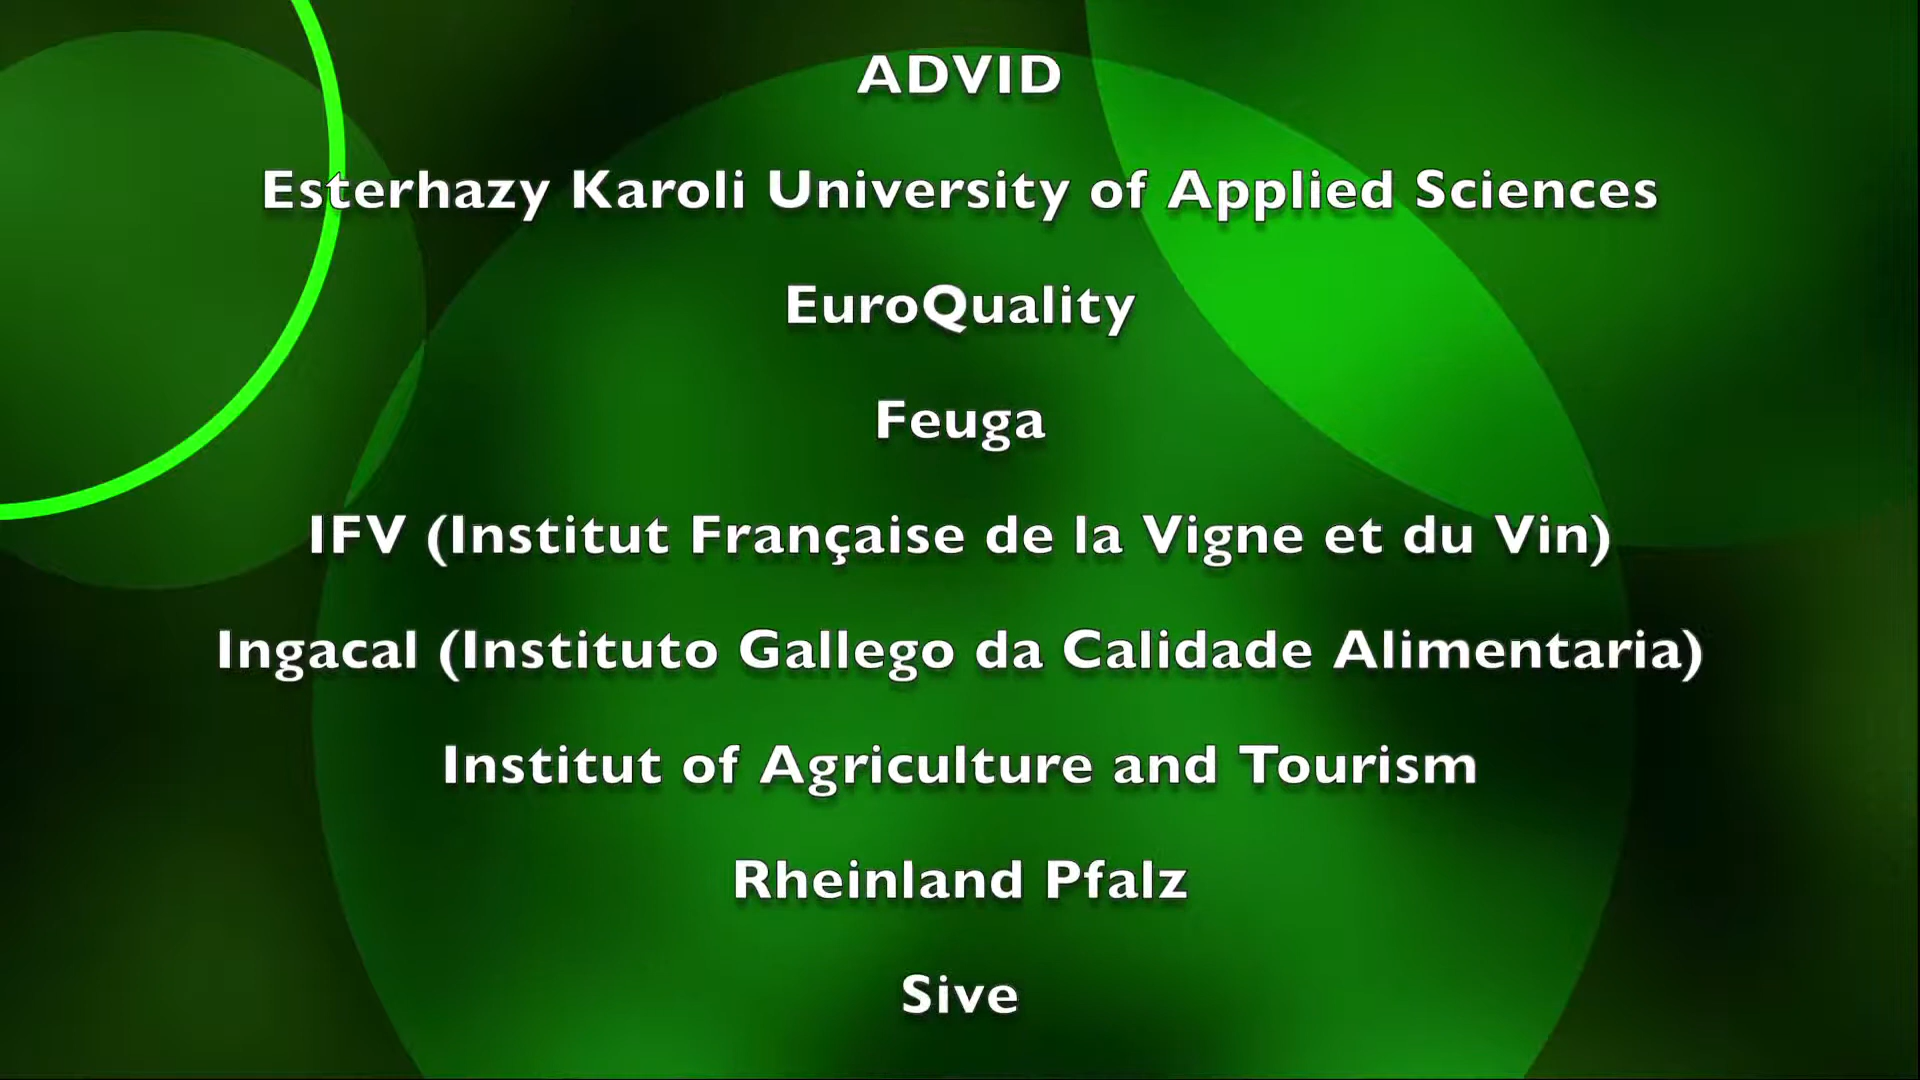 ADVID
Esterhazy Karoli University of Applied Sciences
EuroQuality
Feuga
IFV (Institut Française de la Vigne et du Vin)
Ingacal (Instituto Gallego da Calidade Alimentaria)
Institut of Agriculture and Tourism
Rheinland Pfalz
Sive